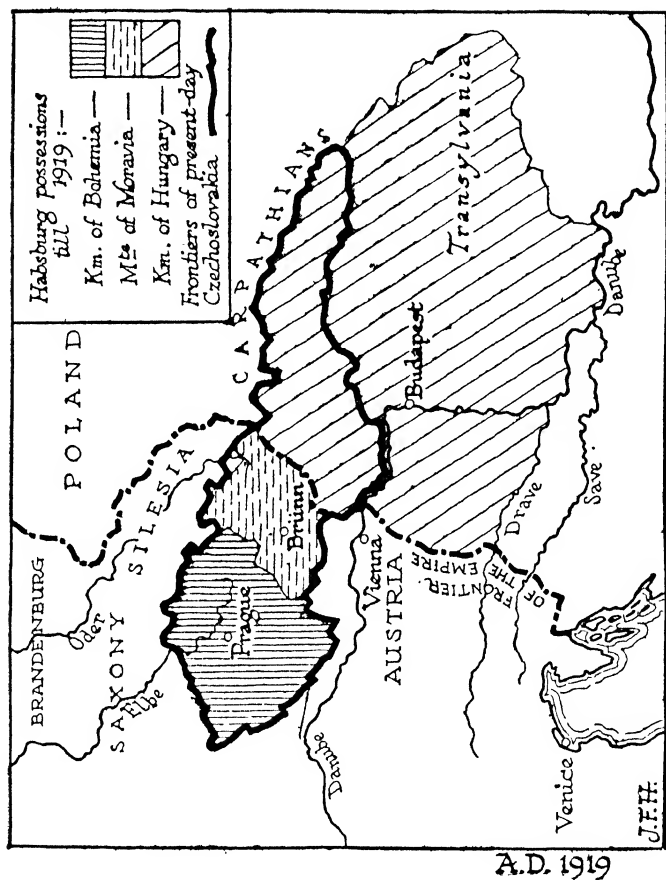 Habsburg possessions
till 1919:—
Km. of Bohemia —
Mts of Moravia —
Km. of Hungary —
Frontiers of present-day
Czechoslovakia
BRANDENBURG
POLAND
SAXONY
SILESIA
Oder
Elbe
CARPATHIANS
Prague
Brünn
Danube
Vienna
AUSTRIA
FRONTIER.
OF THE
EMPIRE
Budapest
Transylvania
Drave
Save.
Danube
Venice
J.F.H.
A.D. 1919